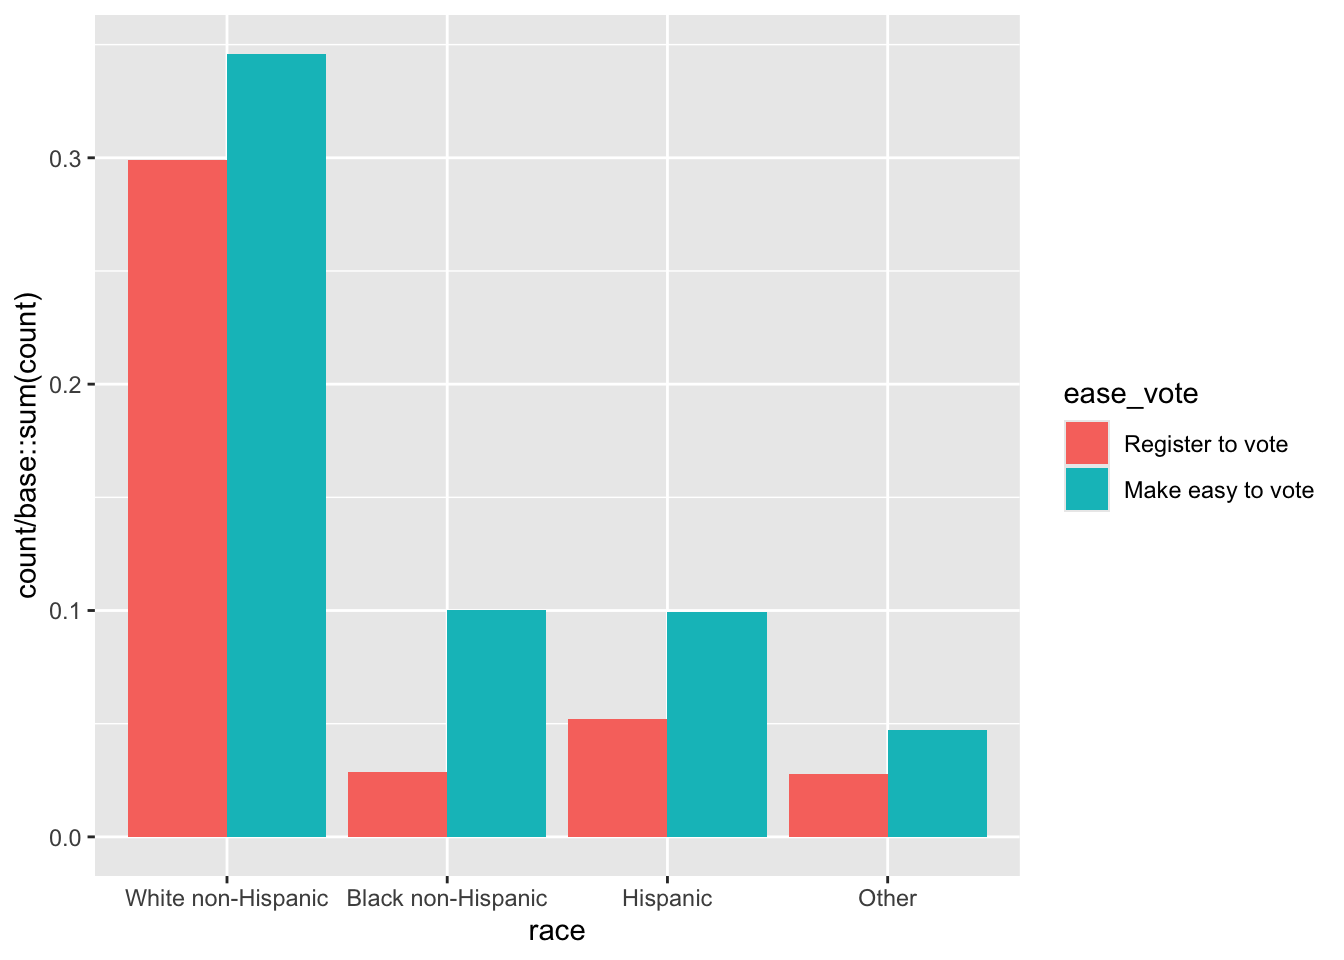 count/base::sum(count)
0.3
0.2
0.1
0.0
White non-Hispanic
Black non-Hispanic
Hispanic
Other
race
ease_vote
Register to vote
Make easy to vote